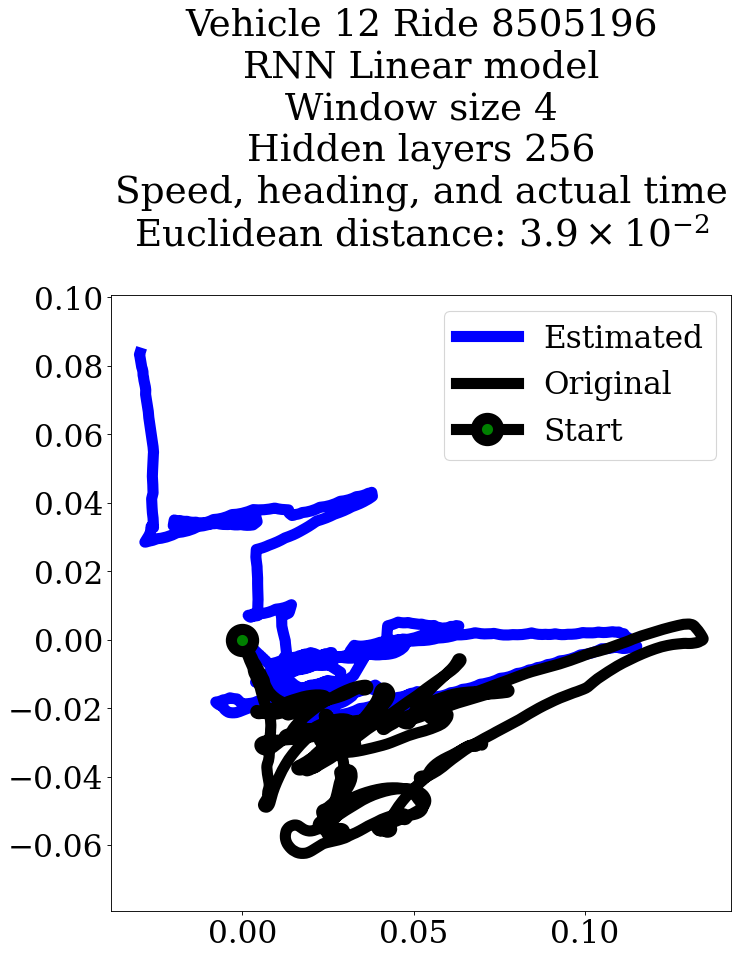 Vehicle 12 Ride 8505196
RNN Linear model
Window size 4
Hidden layers 256
Speed, heading, and actual time
Euclidean distance: 3.9 × 10⁻²
0.10
0.08
0.06
0.04
0.02
0.00
−0.02
−0.04
−0.06
Estimated
Original
Start
0.00 0.05 0.10